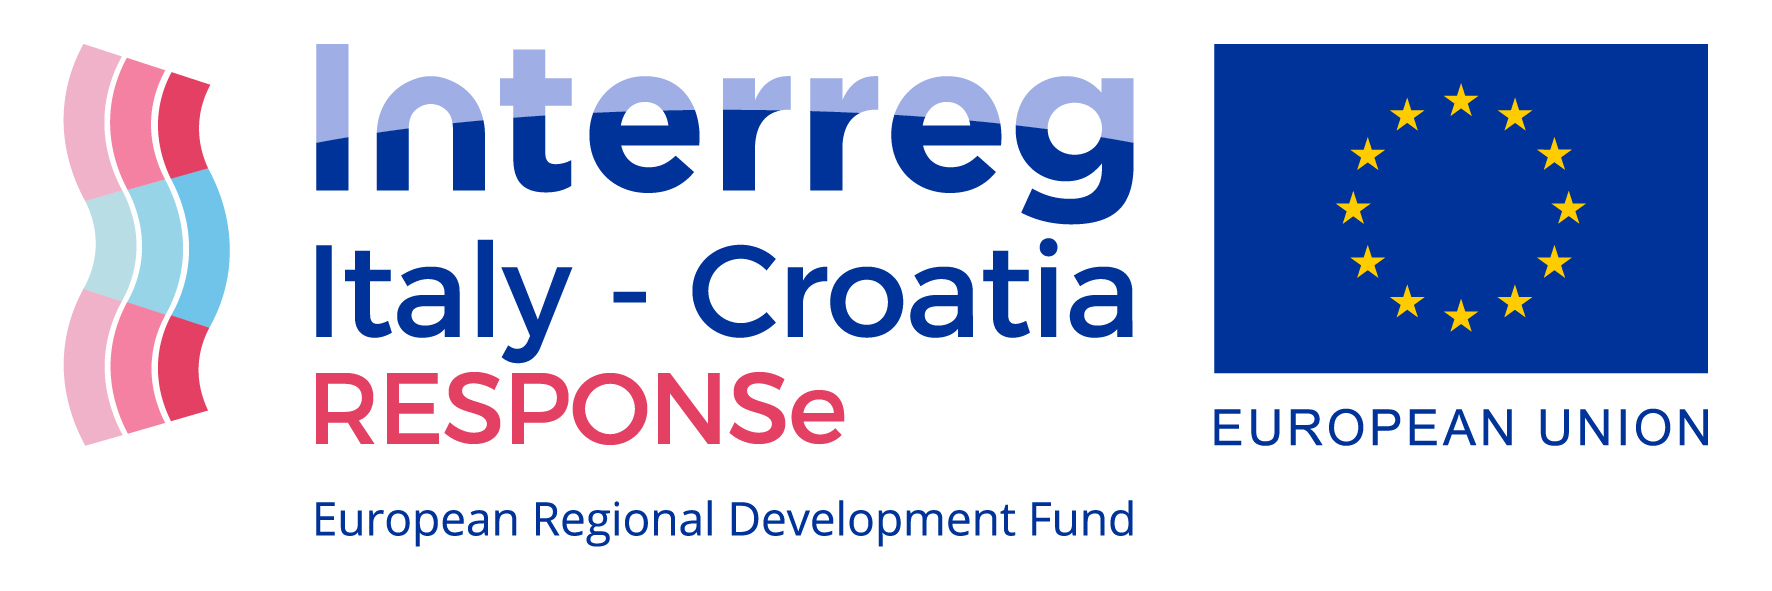 Interreg
Italy - Croatia
RESPONSe
European Regional Development Fund
EUROPEAN UNION